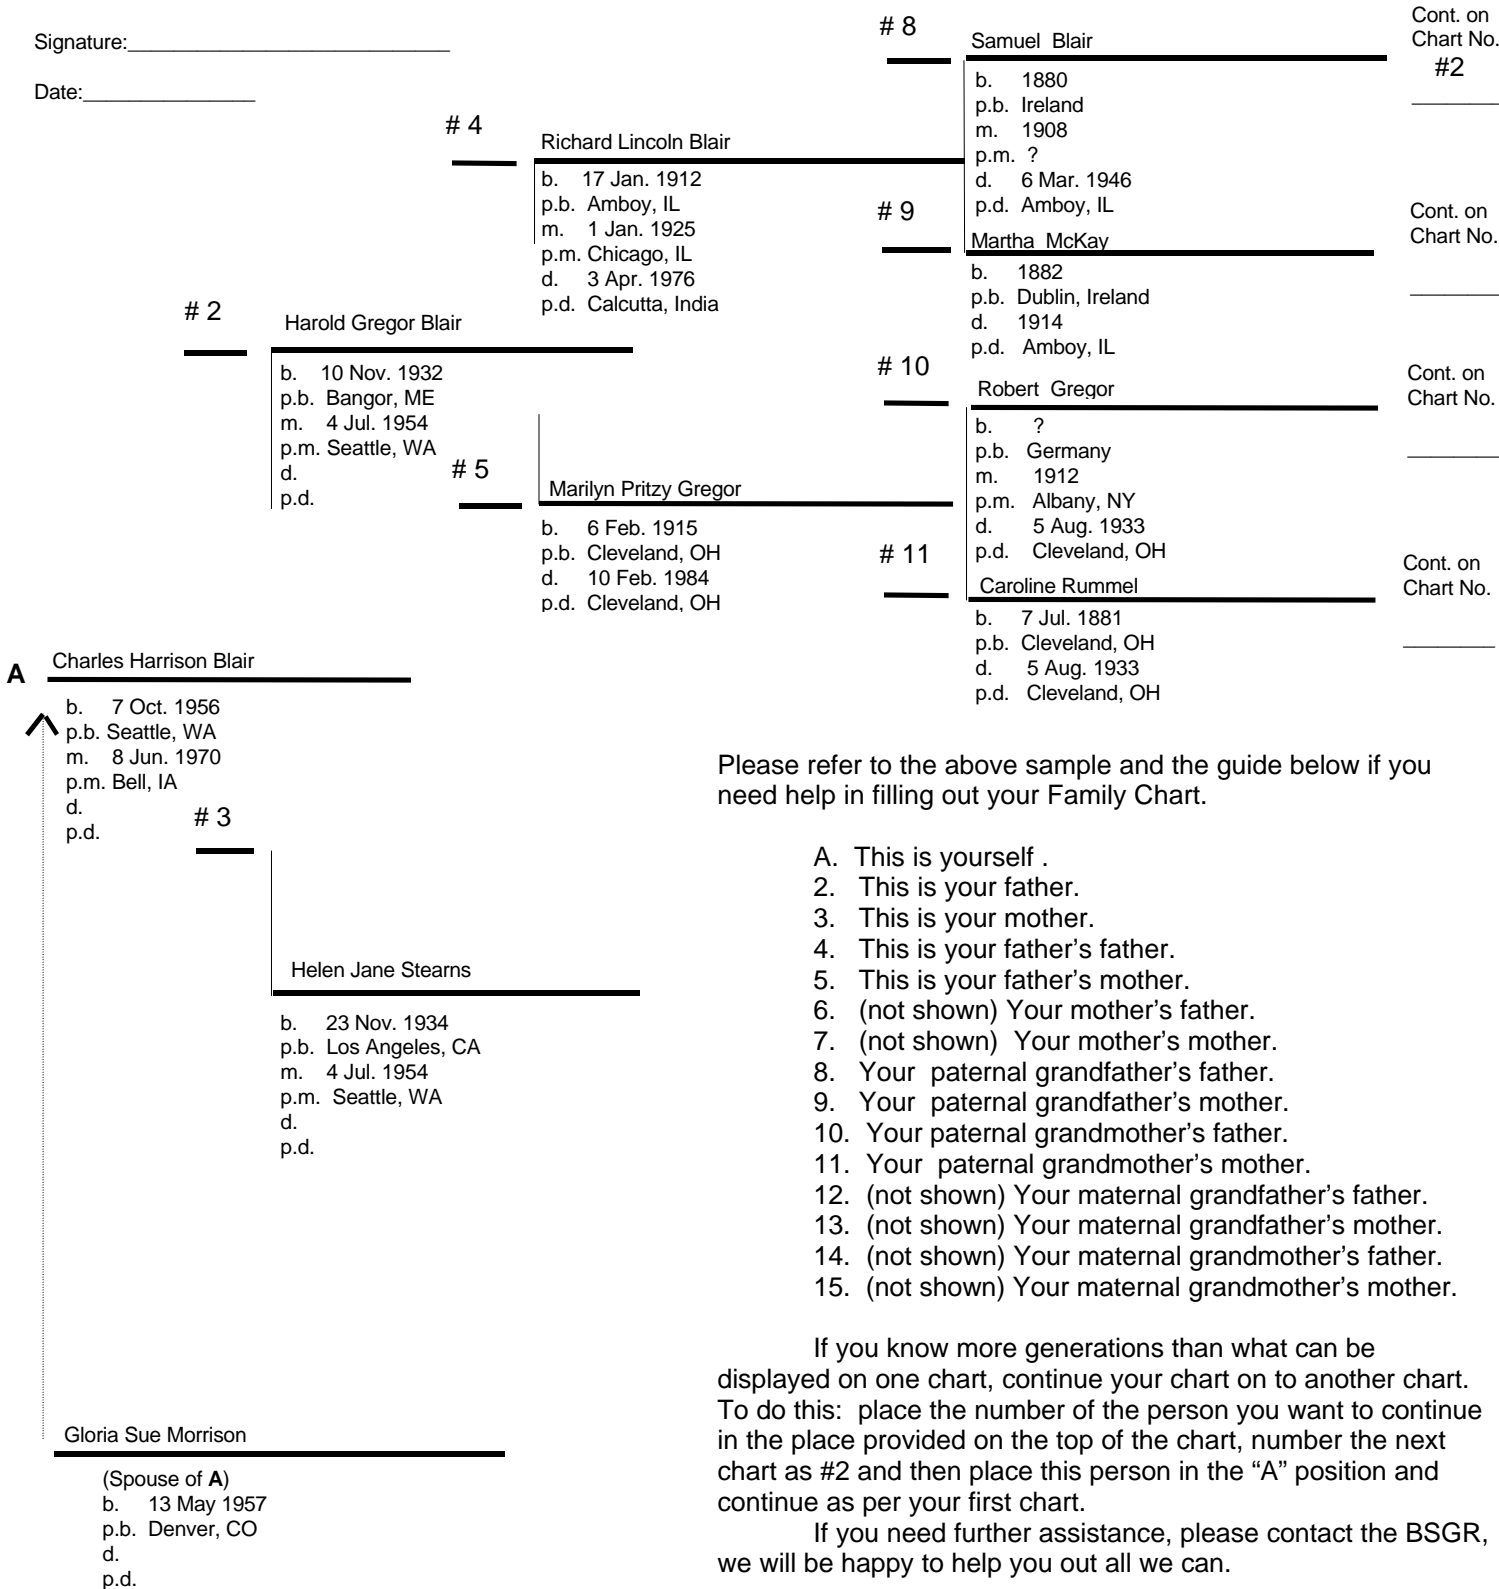 Signature:____________________________
Date:_______________
# 8
Samuel  Blair
b.    1880
p.b.  Ireland
m.    1908
p.m.  ?
d.    6 Mar. 1946
p.d.  Amboy, IL
Cont. on
Chart No.
#2
________
# 4
Richard Lincoln Blair
b.    17 Jan. 1912
p.b.  Amboy, IL
m.    1 Jan. 1925
p.m. Chicago, IL
d.    3 Apr. 1976
p.d.  Calcutta, India
# 9
Martha  McKay
b.    1882
p.b.  Dublin, Ireland
d.    1914
p.d.   Amboy, IL
Cont. on
Chart No.
________
# 2
Harold Gregor Blair
b.    10 Nov. 1932
p.b.  Bangor, ME
m.    4 Jul. 1954
p.m. Seattle, WA
d.
p.d.
# 10
Robert  Gregor
b.      ?
p.b.   Germany
m.      1912
p.m.   Albany, NY
d.      5 Aug. 1933
p.d.   Cleveland, OH
Cont. on
Chart No.
________
# 5
Marilyn Pritzy Gregor
b.    6 Feb. 1915
p.b.  Cleveland, OH
d.    10 Feb. 1984
p.d.  Cleveland, OH
# 11
Caroline Rummel
b.    7 Jul. 1881
p.b.  Cleveland, OH
d.    5 Aug. 1933
p.d.   Cleveland, OH
Cont. on
Chart No.
________
A
Charles Harrison Blair
b.    7 Oct. 1956
p.b. Seattle, WA
m.    8 Jun. 1970
p.m. Bell, IA
d.
p.d.
# 3
Helen Jane Stearns
b.    23 Nov. 1934
p.b.  Los Angeles, CA
m.    4 Jul. 1954
p.m.  Seattle, WA
d.
p.d.
Gloria Sue Morrison
(Spouse of A)
b.    13 May 1957
p.b.  Denver, CO
d.
p.d.
Please refer to the above sample and the guide below if you
need help in filling out your Family Chart.
A.  This is yourself .
2.   This is your father.
3.   This is your mother.
4.   This is your father’s father.
5.   This is your father’s mother.
6.   (not shown) Your mother’s father.
7.   (not shown)  Your mother’s mother.
8.   Your  paternal grandfather’s father.
9.   Your  paternal grandfather’s mother.
10.  Your paternal grandmother’s father.
11.  Your  paternal grandmother’s mother.
12.  (not shown) Your maternal grandfather’s father.
13.  (not shown) Your maternal grandfather’s mother.
14.  (not shown) Your maternal grandmother’s father.
15.  (not shown) Your maternal grandmother’s mother.
If you know more generations than what can be
displayed on one chart, continue your chart on to another chart.
To do this:  place the number of the person you want to continue
in the place provided on the top of the chart, number the next
chart as #2 and then place this person in the “A” position and
continue as per your first chart.
If you need further assistance, please contact the BSGR,
we will be happy to help you out all we can.